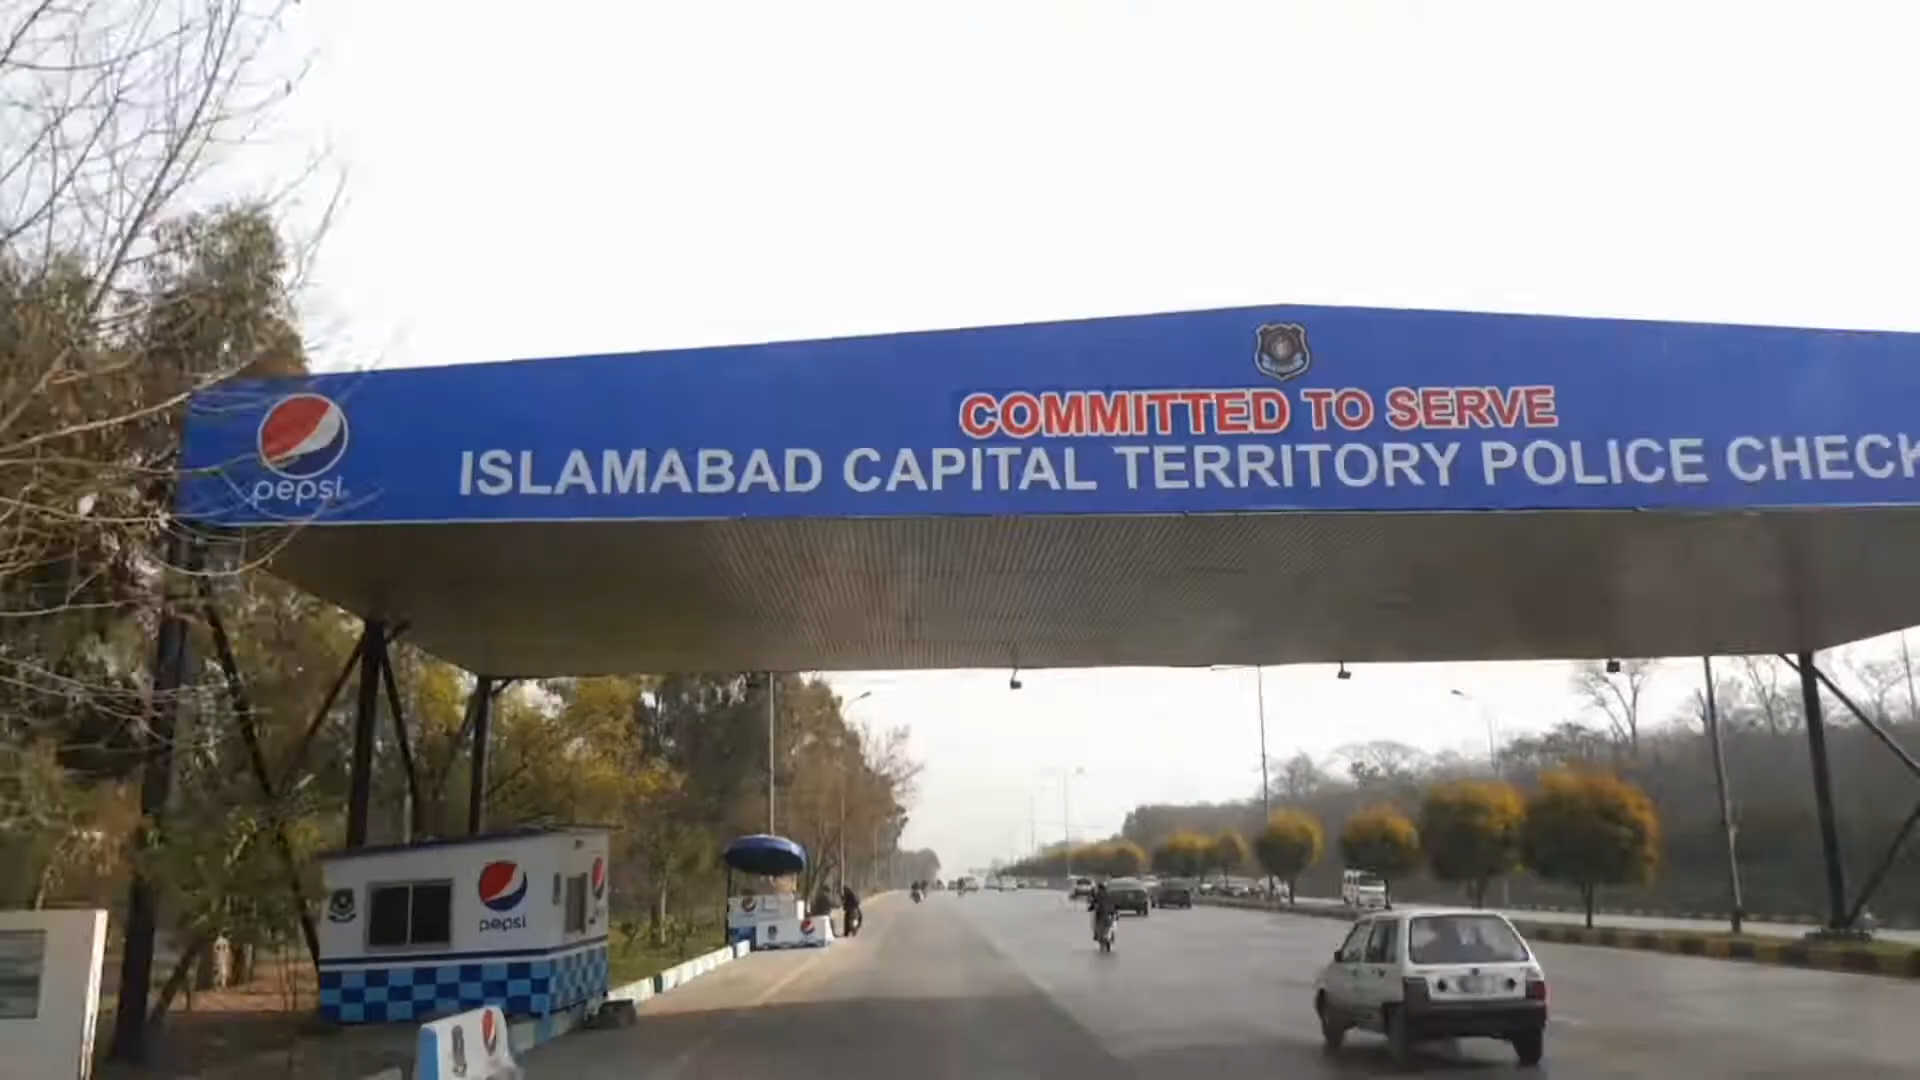 COMMITTED TO SERVE
pepsi
ISLAMABAD CAPITAL TERRITORY POLICE CHECK
pepsi